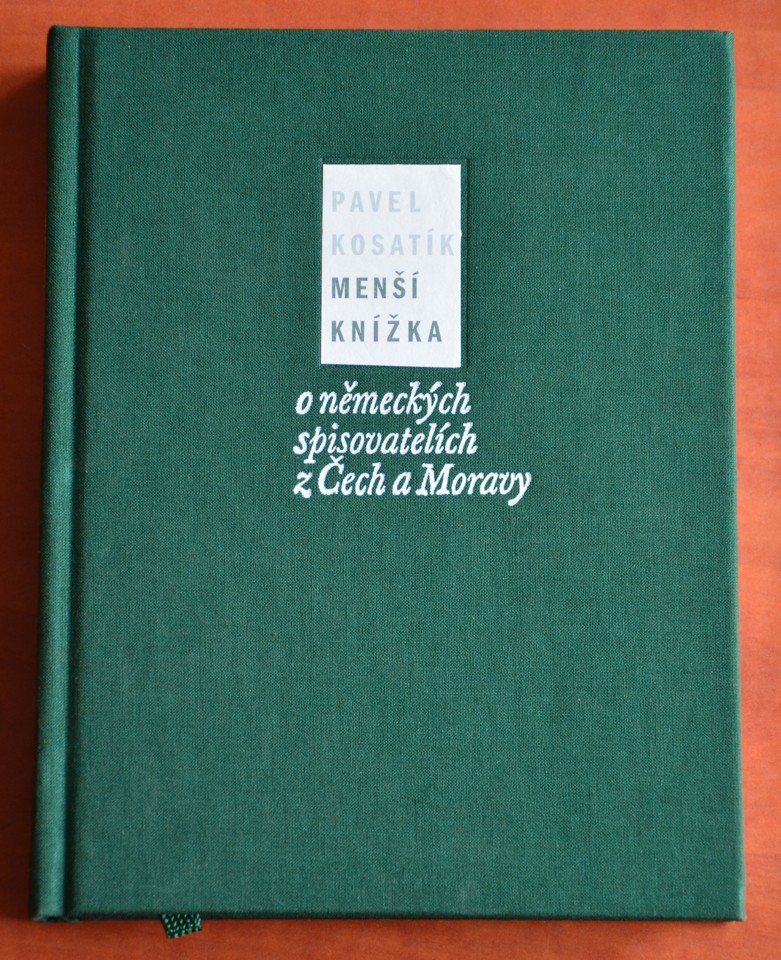 PAVEL
KOSATÍK
MENŠÍ
KNÍŽKA
o německých
spisovatelích
z Čech a Moravy